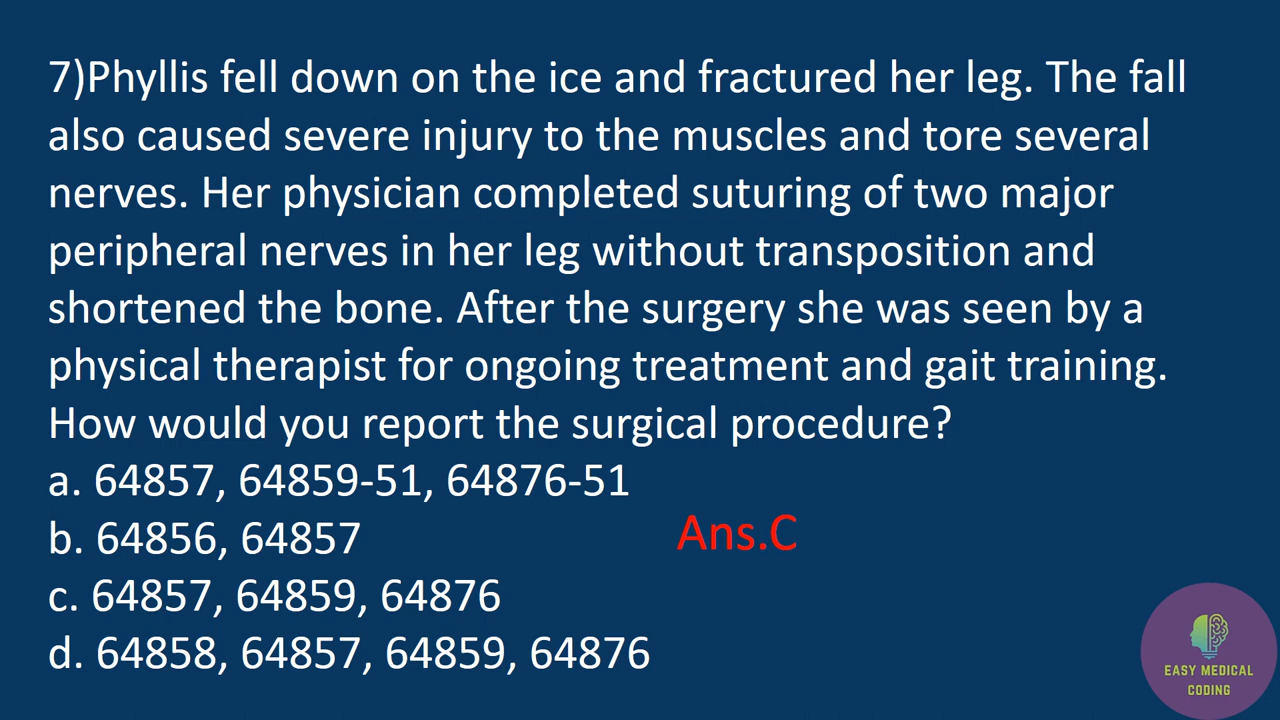 7)Phyllis fell down on the ice and fractured her leg. The fall
also caused severe injury to the muscles and tore several
nerves. Her physician completed suturing of two major
peripheral nerves in her leg without transposition and
shortened the bone. After the surgery she was seen by a
physical therapist for ongoing treatment and gait training.
How would you report the surgical procedure?
a. 64857, 64859-51, 64876-51
b. 64856, 64857
Ans.C
c. 64857, 64859, 64876
d. 64858, 64857, 64859, 64876
EASY MEDICAL
CODING